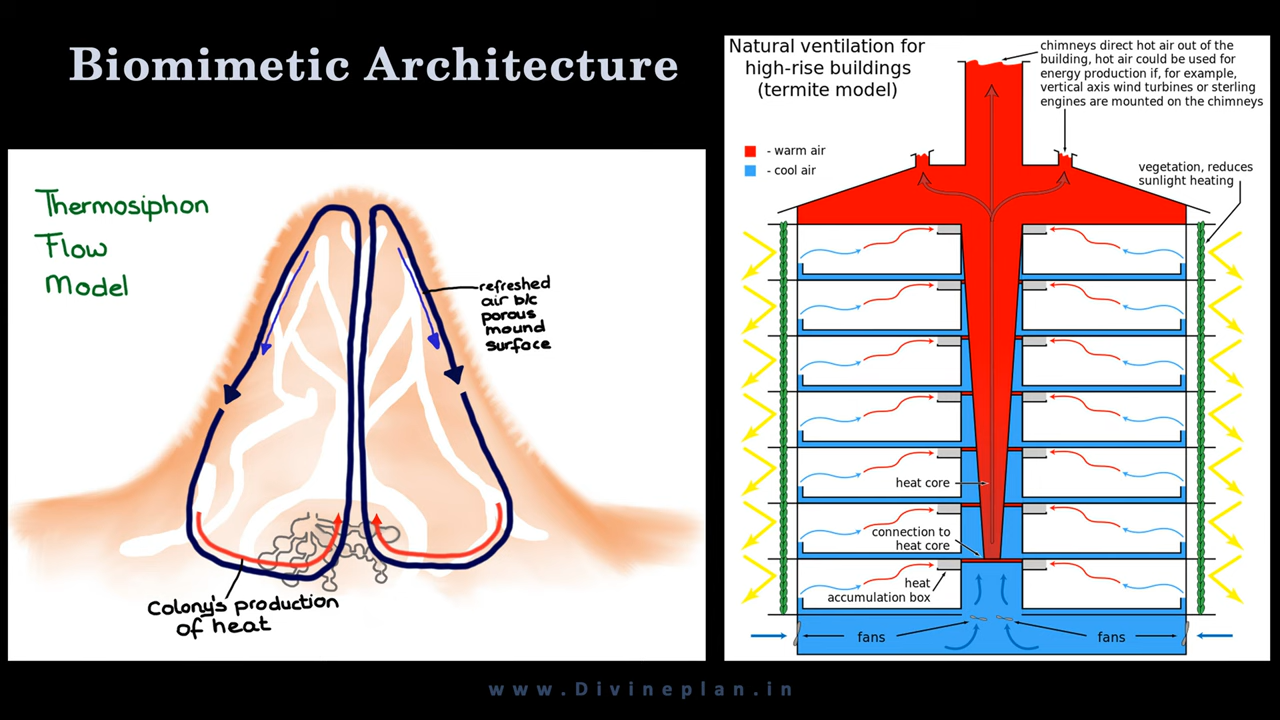 Biomimetic Architecture
Thermosiphon
Flow
Model
refreshed
air b/c
porous
mound
surface
Colony's production
of heat
Natural ventilation for
high-rise buildings
(termite model)
- warm air
- cool air
chimneys direct hot air out of the
building, hot air could be used for
energy production if, for example,
vertical axis wind turbines or sterling
engines are mounted on the chimneys
vegetation, reduces
sunlight heating
heat core
connection to
heat core
heat
accumulation box
fans
fans
www.Divineplan.in